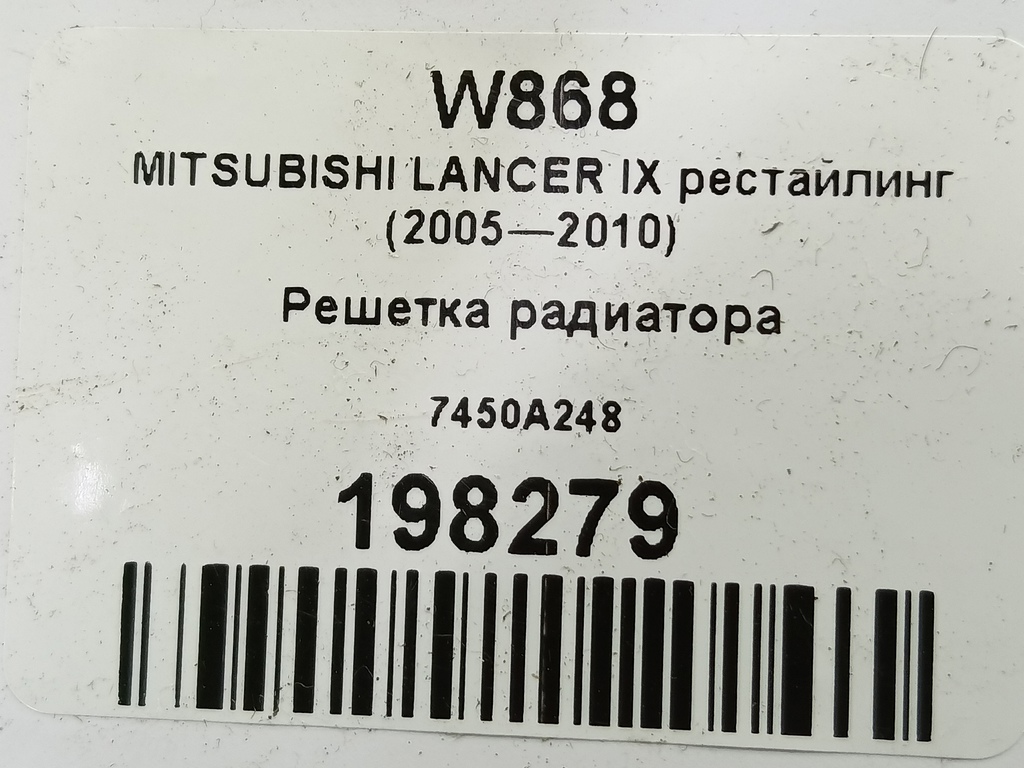 W868
MITSUBISHI LANCER IX рестайлинг
(2005—2010)
Решетка радиатора
7450A248
198279